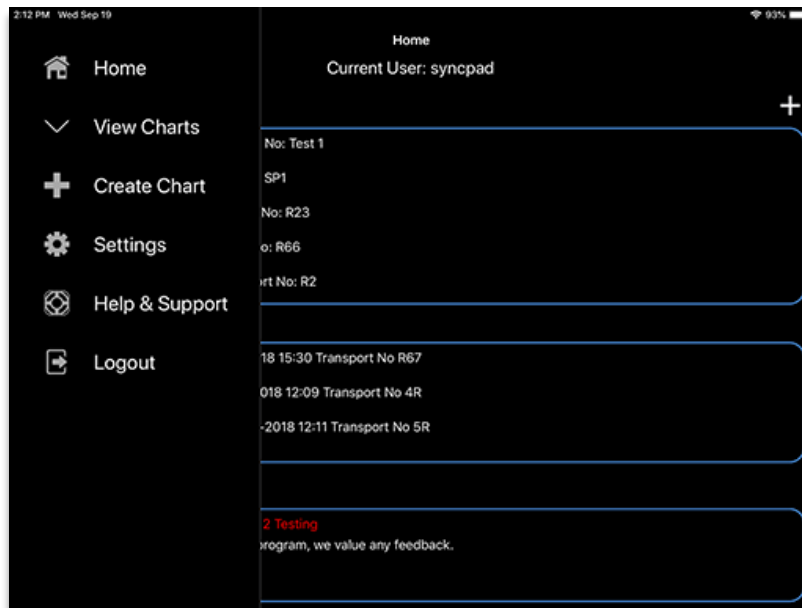 2:12 PM Wed Sep 19
93%
Home
Current User: syncpad
Home
View Charts
Create Chart
Settings
Help & Support
Logout
No: Test 1
SP1
No: R23
o: R66
rt No: R2
18 15:30 Transport No R67
018 12:09 Transport No 4R
-2018 12:11 Transport No 5R
2 Testing
rogram, we value any feedback.